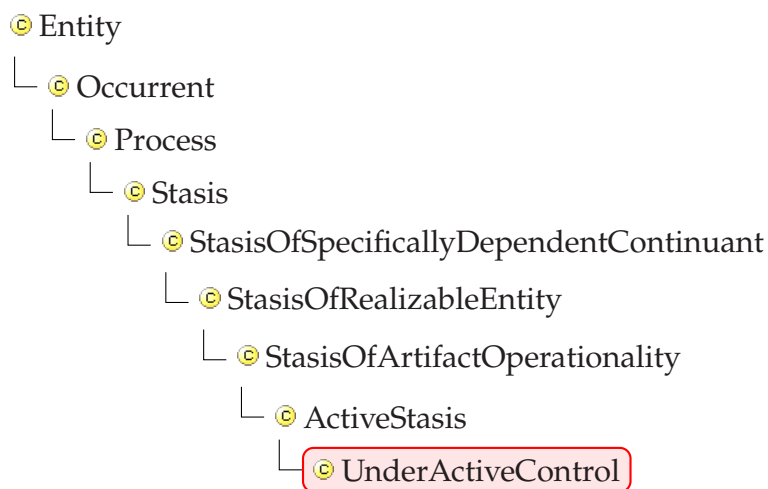 C Entity
C Occurrent
C Process
C Stasis
C StasisOfSpecificallyDependentContinuant
C StasisOfRealizableEntity
C StasisOfArtifactOperationality
C ActiveStasis
C UnderActiveControl